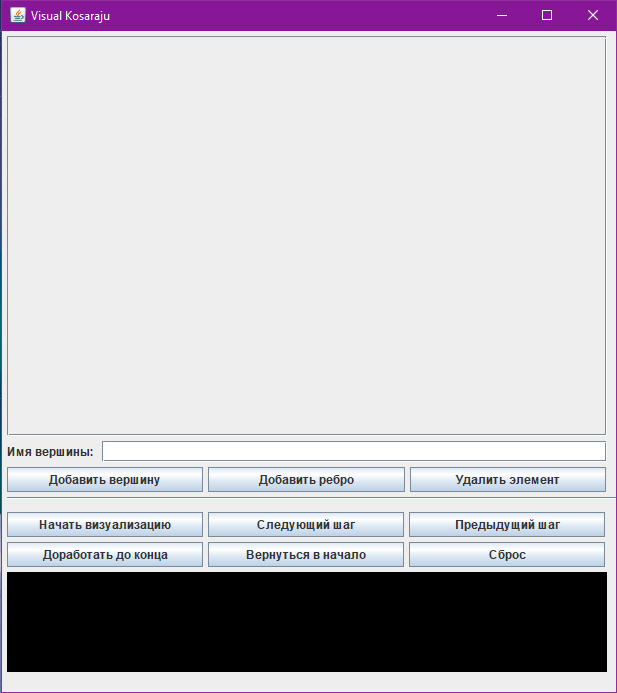 Visual Kosaraju
Имя вершины:
Добавить вершину Добавить ребро Удалить элемент
Начать визуализацию Следующий шаг Предыдущий шаг
Доработать до конца Вернуться в начало Сброс